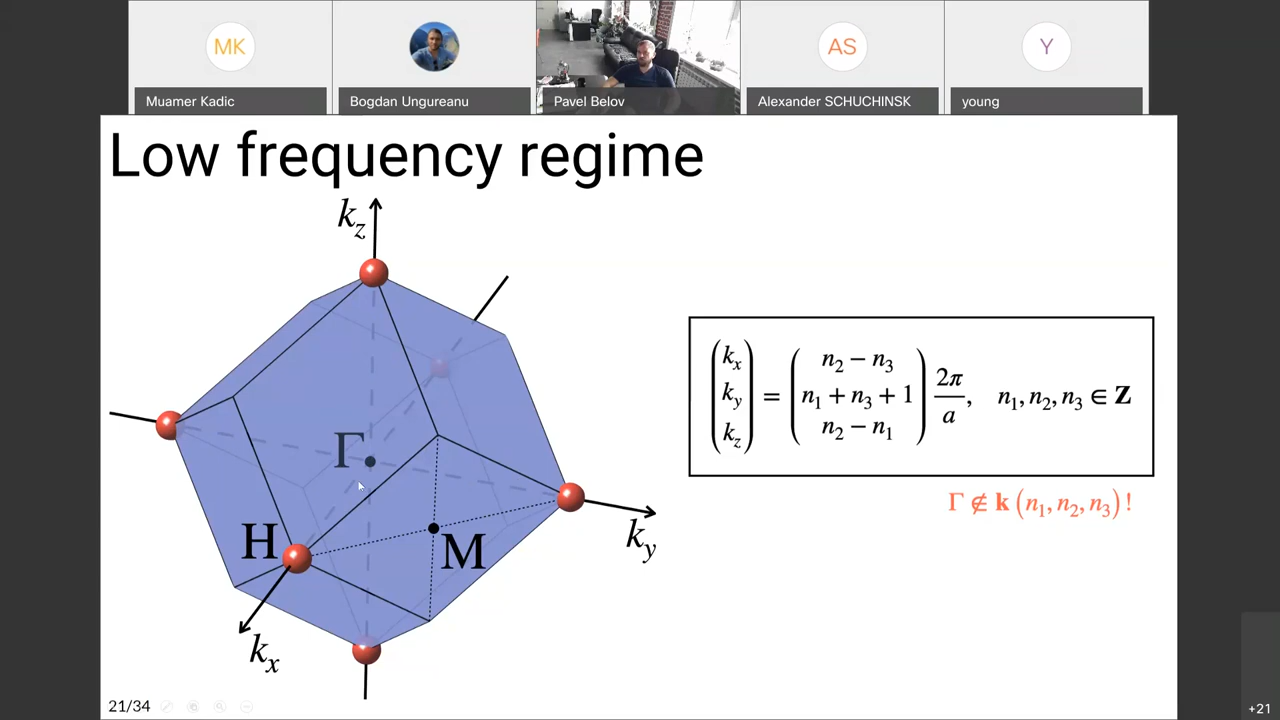 MK
AS
Y
Muamer Kadic
Bogdan Ungureanu
Pavel Belov
Alexander SCHUCHINSK
young
Low frequency regime
k_z
Γ
H
M
k_y
k_x
(k_x k_y k_z) = (n_2 − n_3, n_1 + n_3 + 1, n_2 − n_1) 2π/a, n_1, n_2, n_3 ∈ Z
Γ ∉ k (n_1, n_2, n_3) !
21/34
+21